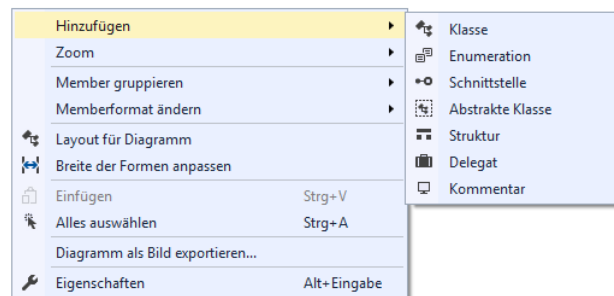 Hinzufügen
Zoom
Member gruppieren
Memberformat ändern
Layout für Diagramm
Breite der Formen anpassen
Einfügen Strg+V
Alles auswählen Strg+A
Diagramm als Bild exportieren...
Eigenschaften Alt+Eingabe
Klasse
Enumeration
Schnittstelle
Abstrakte Klasse
Struktur
Delegat
Kommentar